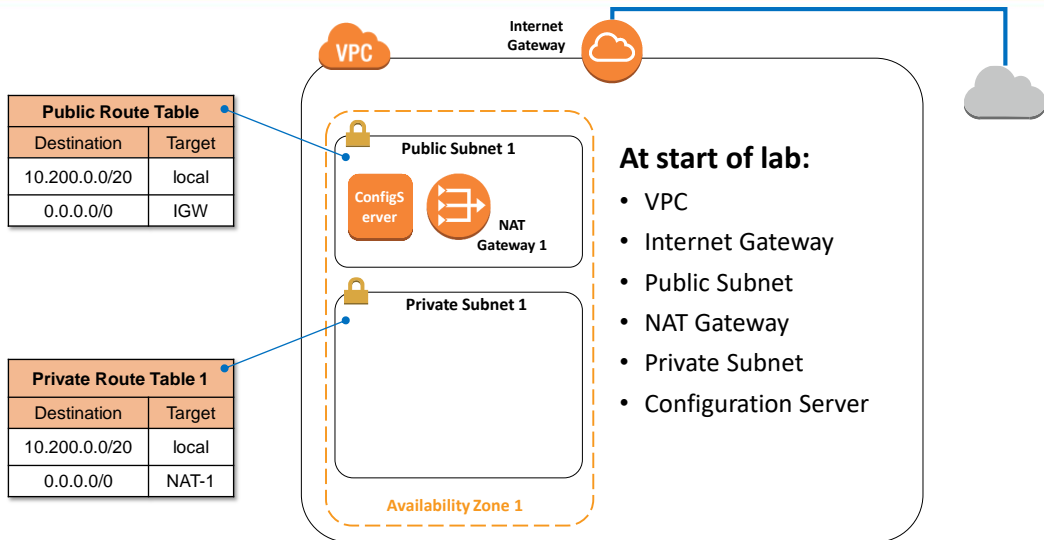 Internet
Gateway
VPC
Public Route Table
Destination Target
10.200.0.0/20 local
0.0.0.0/0 IGW
Public Subnet 1
ConfigS
erver
NAT
Gateway 1
At start of lab:
• VPC
• Internet Gateway
• Public Subnet
• NAT Gateway
• Private Subnet
• Configuration Server
Private Subnet 1
Private Route Table 1
Destination Target
10.200.0.0/20 local
0.0.0.0/0 NAT-1
Availability Zone 1